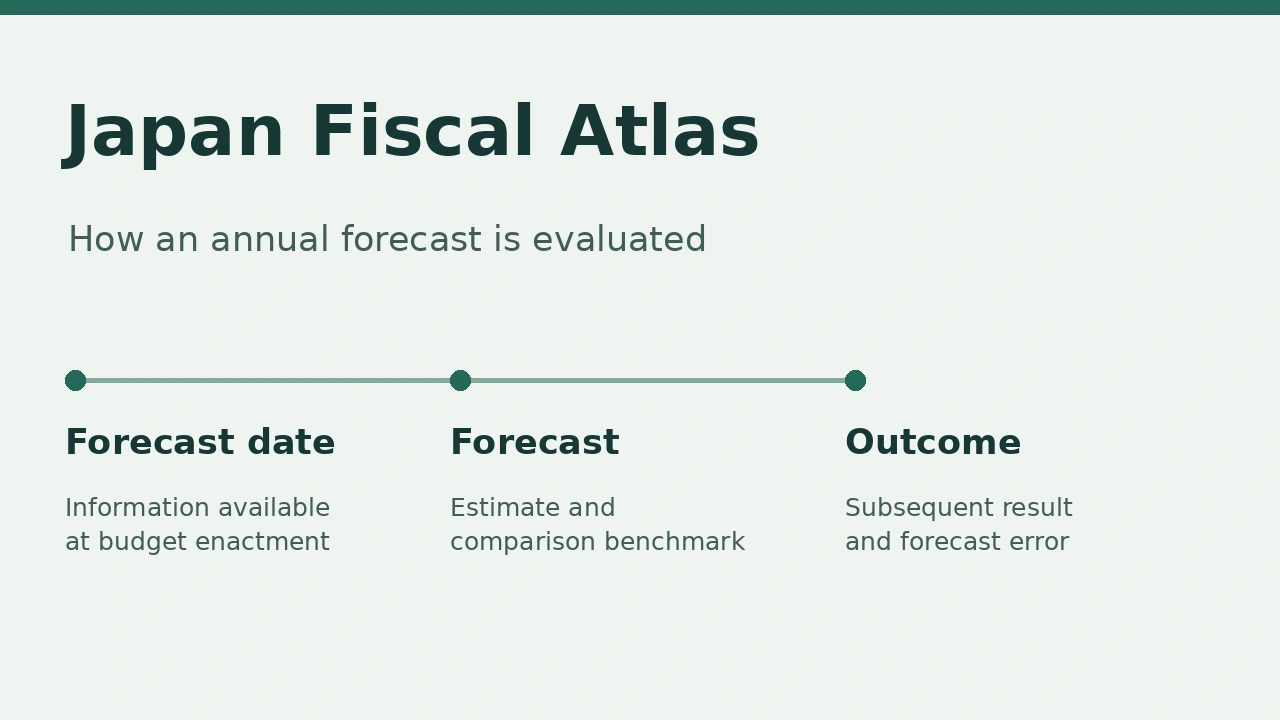 Japan Fiscal Atlas
How an annual forecast is evaluated
Forecast date
Information available
at budget enactment
Forecast
Estimate and
comparison benchmark
Outcome
Subsequent result
and forecast error